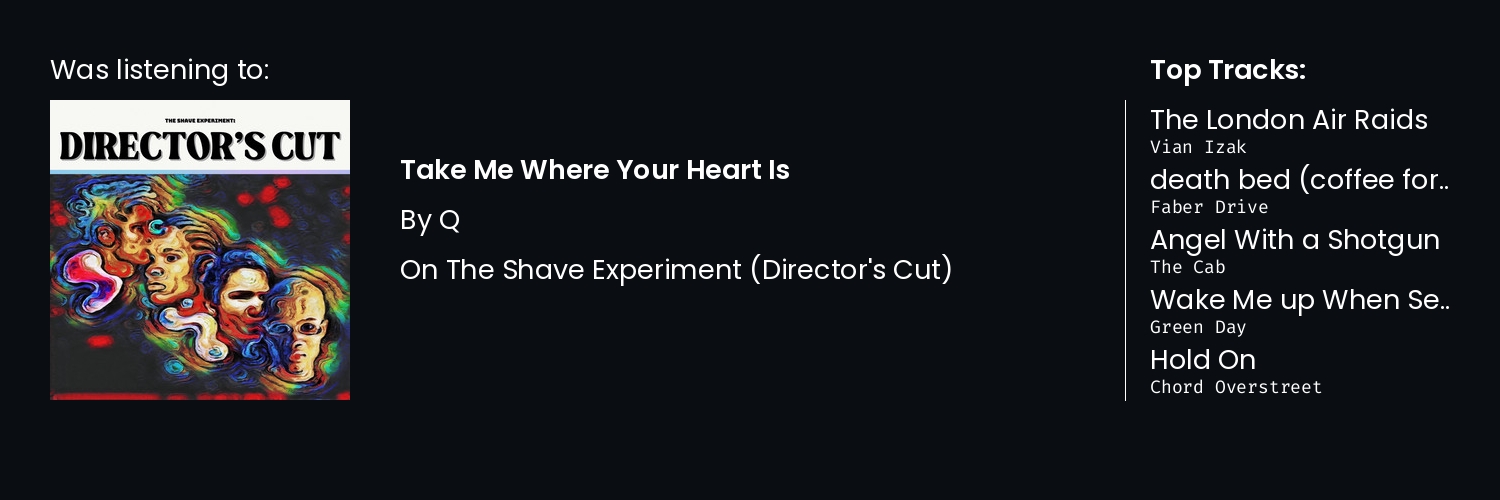 Was listening to:
THE SHAVE EXPERIMENT:
DIRECTOR'S CUT
Take Me Where Your Heart Is
By Q
On The Shave Experiment (Director's Cut)
Top Tracks:
The London Air Raids
Vian Izak
death bed (coffee for..
Faber Drive
Angel With a Shotgun
The Cab
Wake Me up When Se..
Green Day
Hold On
Chord Overstreet